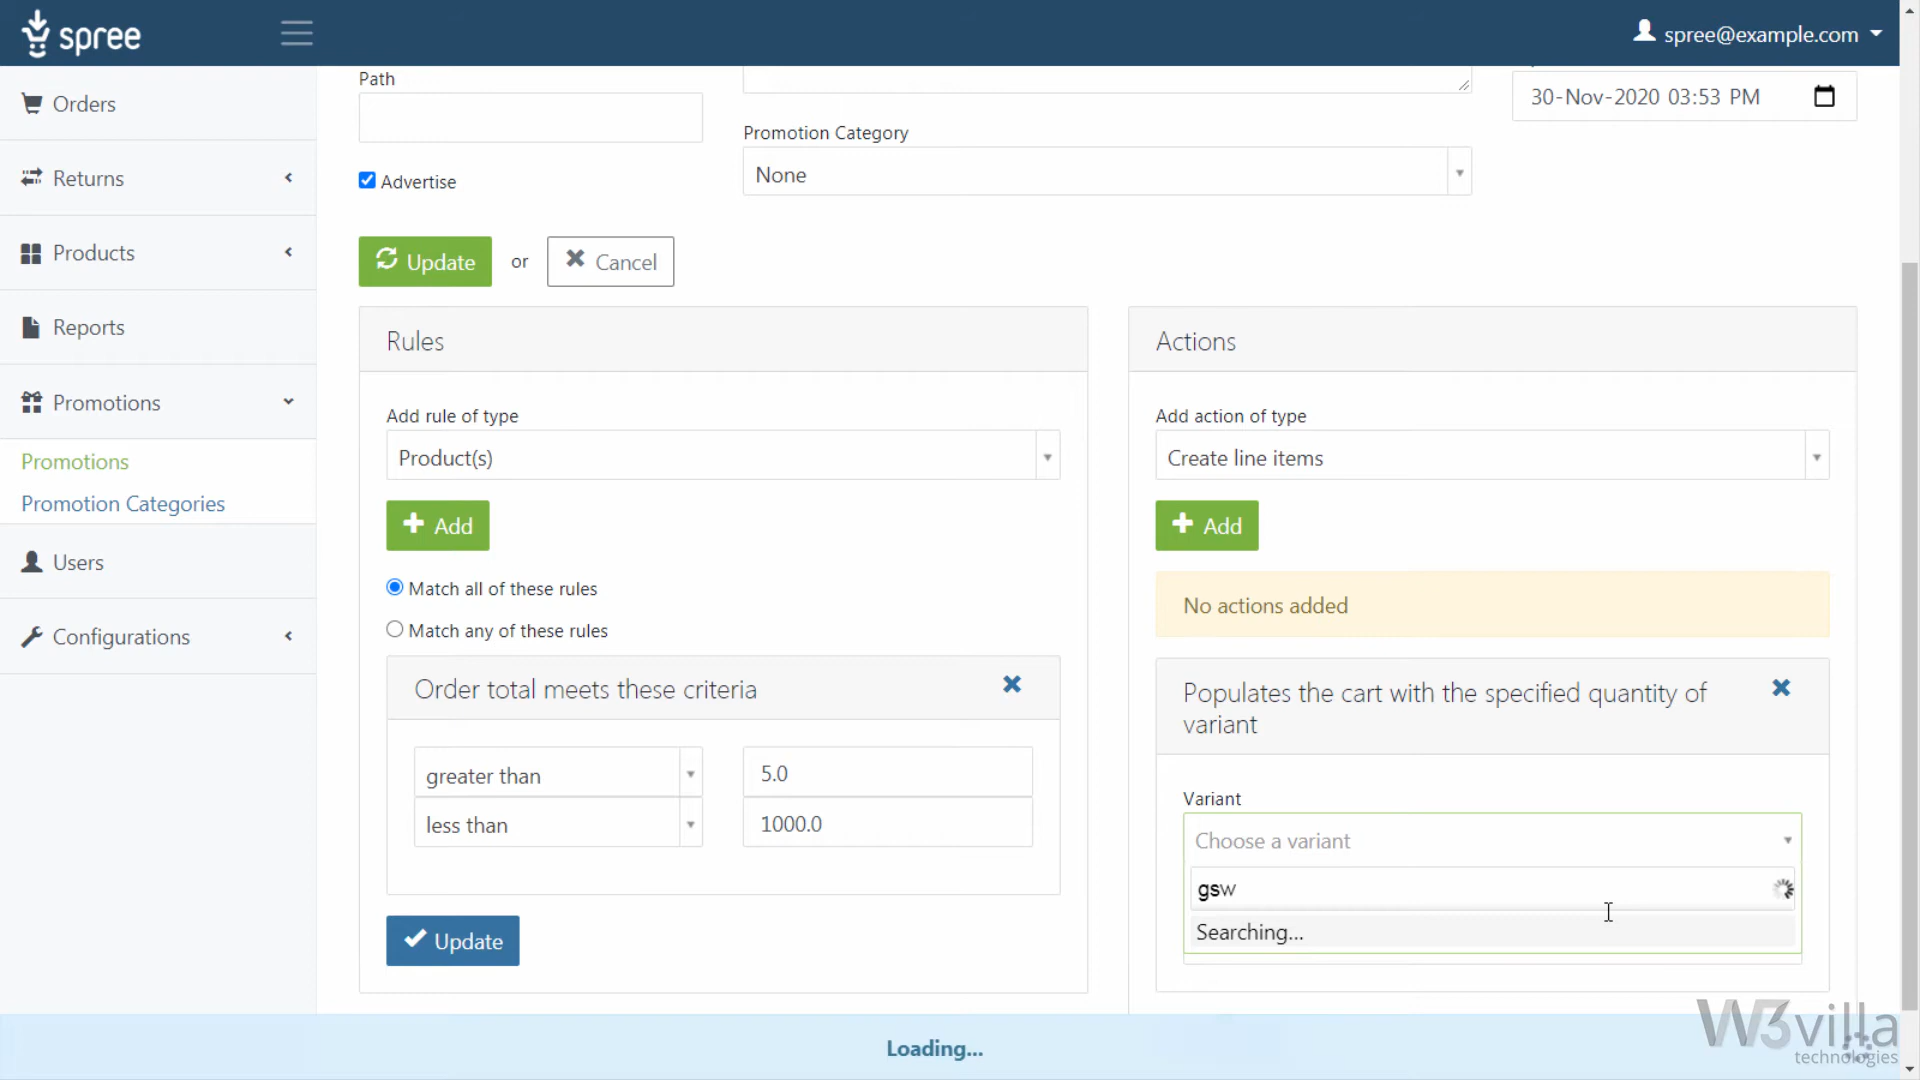 spree
spree@example.com
Orders
Returns
Products
Reports
Promotions
Promotions
Promotion Categories
Users
Configurations
Path
Advertise
Promotion Category
None
30-Nov-2020 03:53 PM
Update
or
Cancel
Rules
Add rule of type
Product(s)
Add
Match all of these rules
Match any of these rules
Order total meets these criteria
greater than
5.0
less than
1000.0
Update
Actions
Add action of type
Create line items
Add
No actions added
Populates the cart with the specified quantity of
variant
Variant
Choose a variant
gsw
Searching...
Loading...
W3villa
technologies